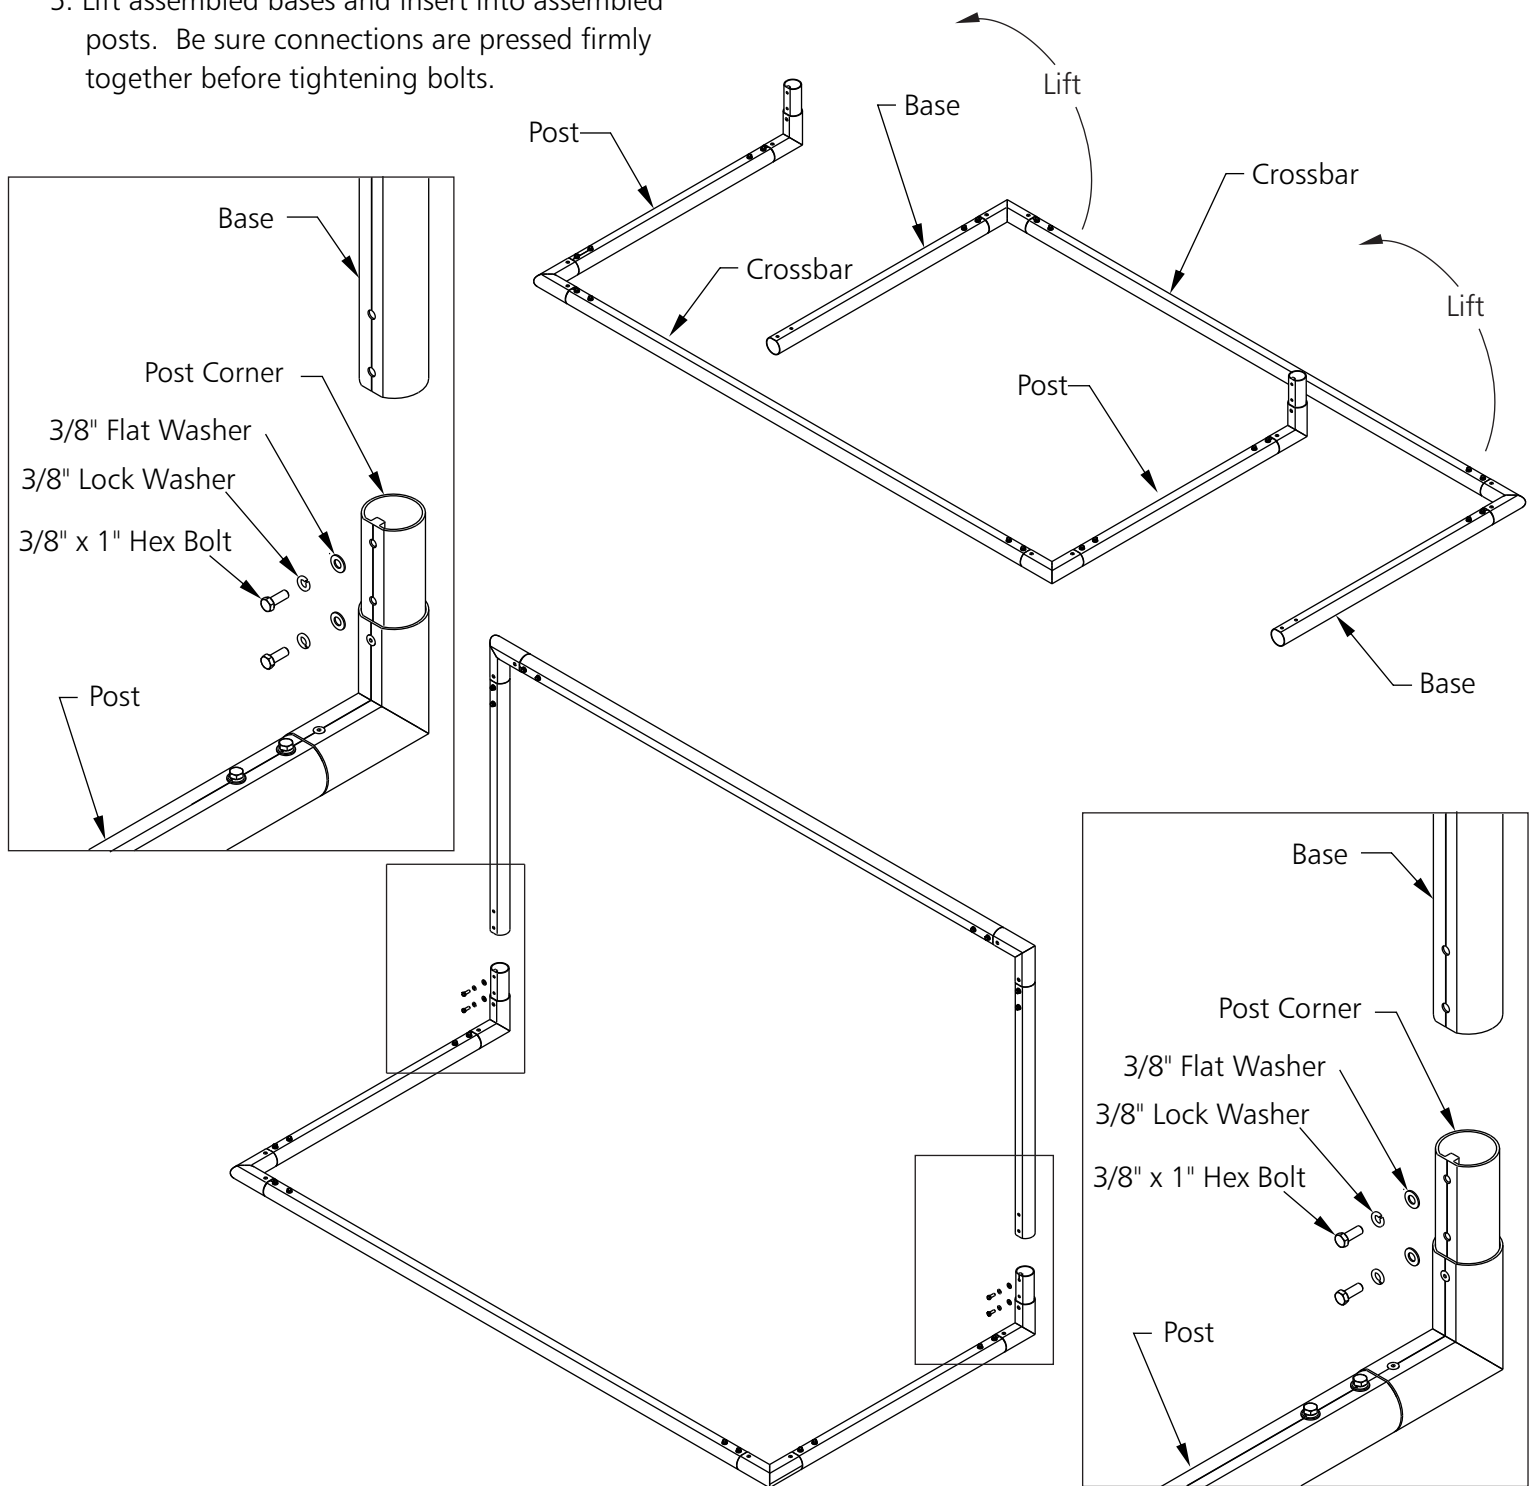 5. Lift assembled bases and insert into assembled
posts. Be sure connections are pressed firmly
together before tightening bolts.
Lift
Base
Post
Crossbar
Base
Crossbar
Lift
Post Corner
Post
3/8" Flat Washer
3/8" Lock Washer
3/8" x 1" Hex Bolt
Post
Base
Base
Post Corner
3/8" Flat Washer
3/8" Lock Washer
3/8" x 1" Hex Bolt
Post